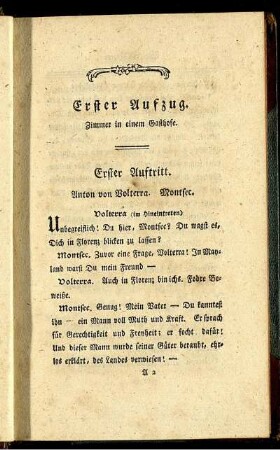 Erster Aufzug.
Zimmer in einem Gasthofe.
Erster Auftritt.
Anton von Volterra. Montsec.
Volterra (im Hineintreten)
Unbegreiflich! Du hier, Montsec? Du wagst es,
Dich in Florenz blicken zu lassen?
Montsec. Zuvor eine Frage, Volterra! In May-
land warst Du mein Freund —
Volterra. Auch in Florenz bin ichs. Fodre Be-
weise.
Montsec. Genug! Mein Vater — Du kanntest
ihn — ein Mann voll Muth und Kraft. Er sprach
für Gerechtigkeit und Freyheit; er focht dafür!
Und dieser Mann wurde seiner Güter beraubt, ehr-
los erklärt, des Landes verwiesen! —
A 2